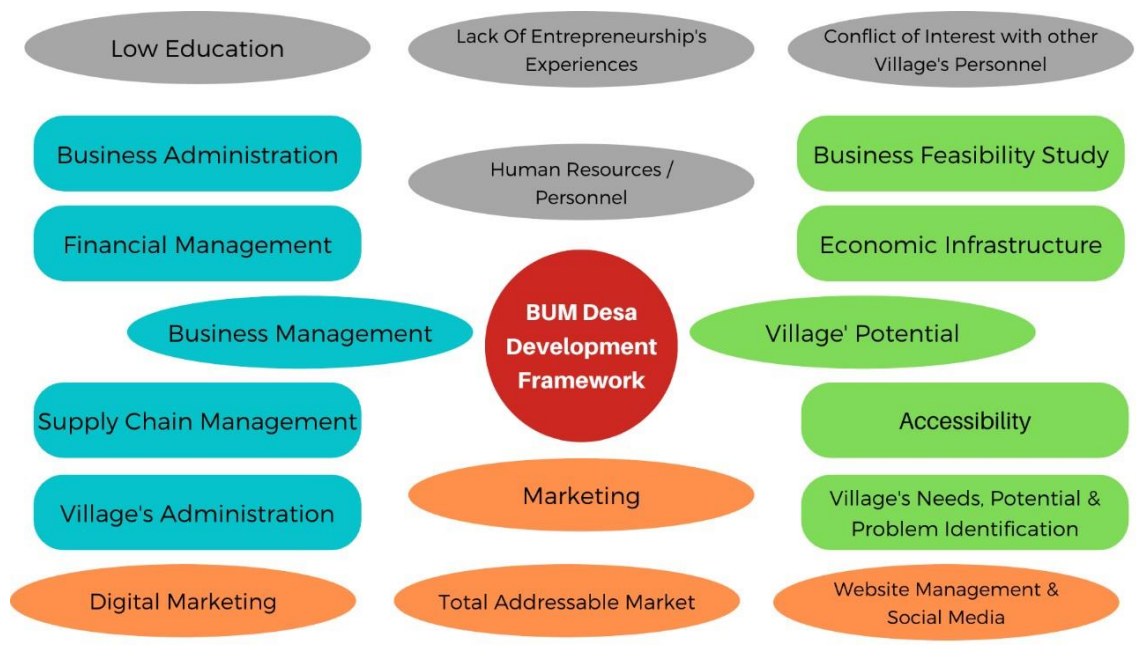 Low Education
Lack Of Entrepreneurship's
Experiences
Conflict of Interest with other
Village's Personnel
Business Administration
Human Resources /
Personnel
Business Feasibility Study
Financial Management
Economic Infrastructure
Business Management
BUM Desa
Development
Framework
Village' Potential
Supply Chain Management
Accessibility
Marketing
Village's Administration
Village's Needs, Potential &
Problem Identification
Digital Marketing
Total Addressable Market
Website Management &
Social Media